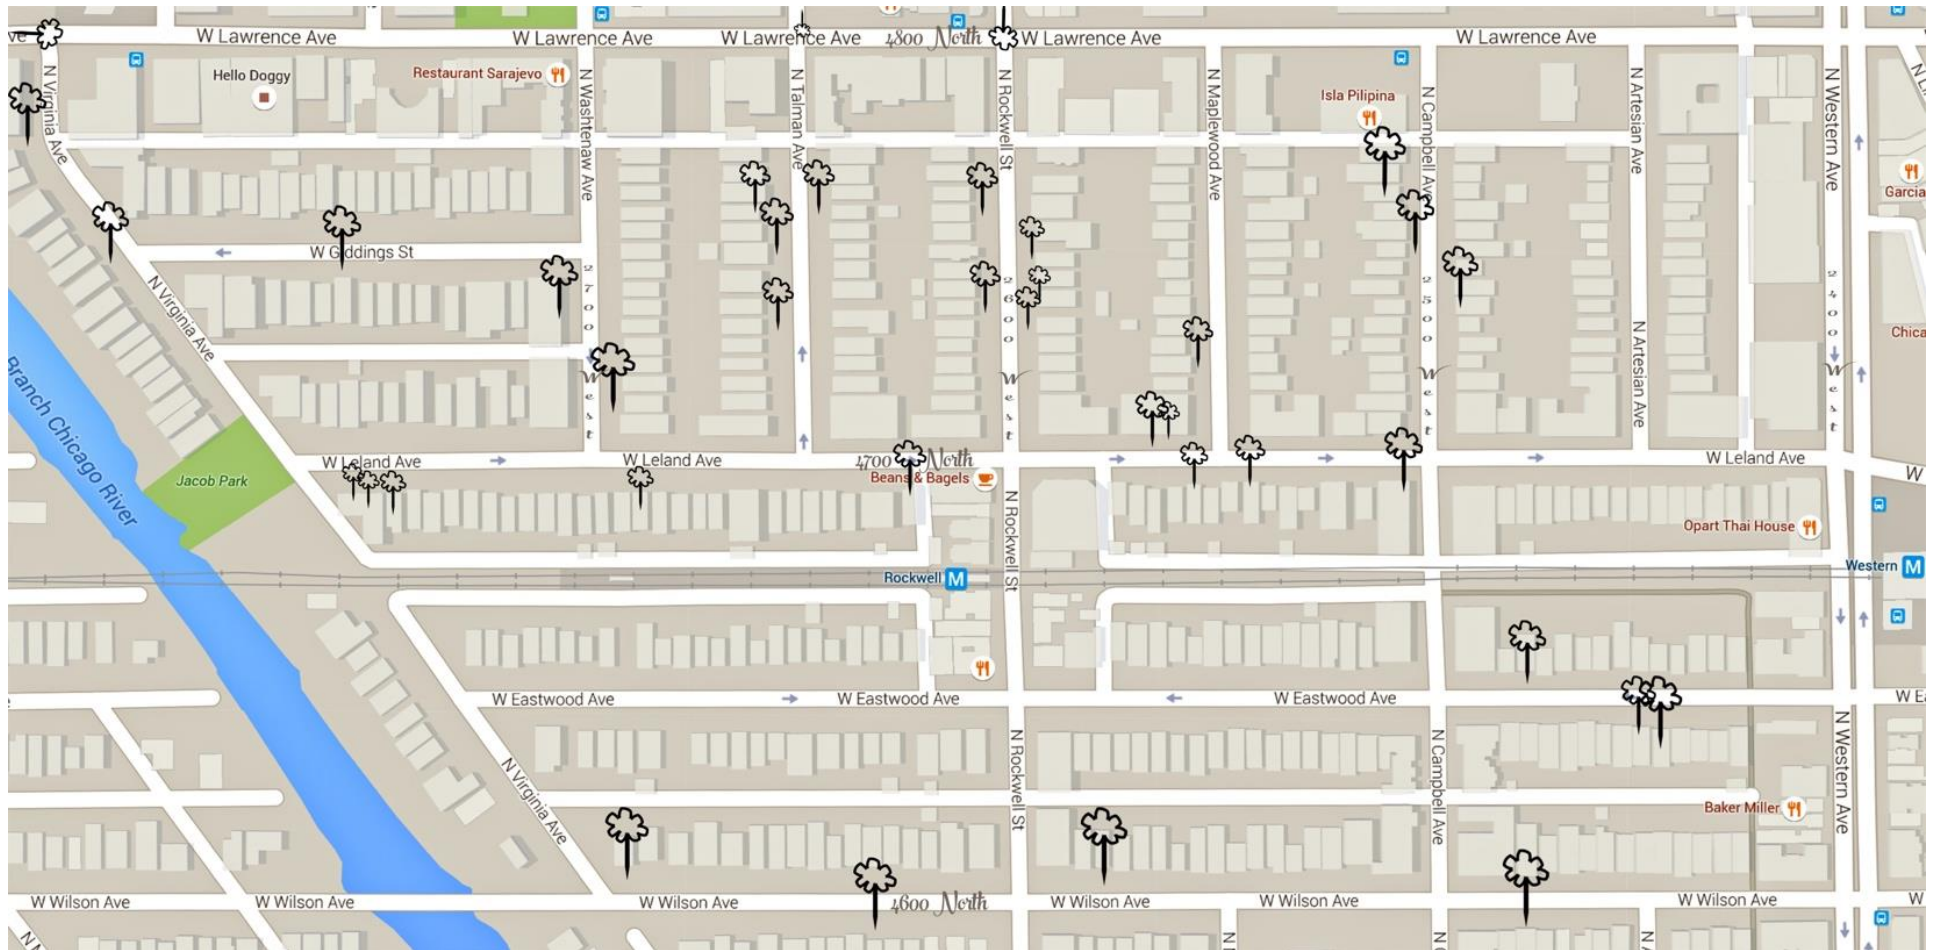 ve
W Lawrence Ave
W Lawrence Ave
W Lawrence Ave
4800 North
W Lawrence Ave
W Lawrence Ave
Hello Doggy
Restaurant Sarajevo
Isla Pilipina
N Virginia Ave
N Washtenaw Ave
N Talman Ave
N Rockwell St
N Maplewood Ave
N Campbell Ave
N Artesian Ave
N Western Ave
Garcia
W Giddings St
N Virginia Ave
2700 West
2600 West
2500 West
N Artesian Ave
2400 West
Chica
Branch Chicago River
Jacob Park
W Leland Ave
W Leland Ave
4700 North
Beans & Bagels
W Leland Ave
W
N Rockwell St
Opart Thai House
Rockwell M
Western M
W Eastwood Ave
W Eastwood Ave
W Eastwood Ave
W Ea
N Virginia Ave
N Rockwell St
N Campbell Ave
N Western Ave
Baker Miller
W Wilson Ave
W Wilson Ave
W Wilson Ave
4600 North
W Wilson Ave
W Wilson Ave
W Wilson Ave
W
N
N